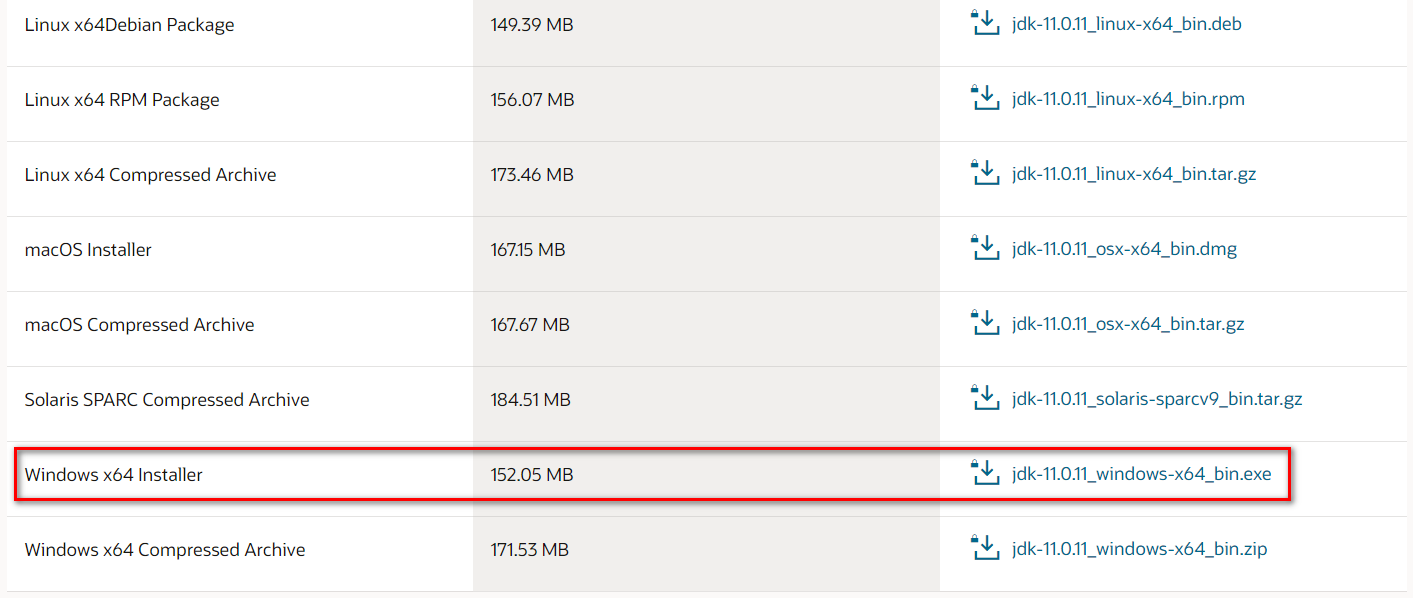 Linux x64Debian Package 149.39 MB jdk-11.0.11_linux-x64_bin.deb
Linux x64 RPM Package 156.07 MB jdk-11.0.11_linux-x64_bin.rpm
Linux x64 Compressed Archive 173.46 MB jdk-11.0.11_linux-x64_bin.tar.gz
macOS Installer 167.15 MB jdk-11.0.11_osx-x64_bin.dmg
macOS Compressed Archive 167.67 MB jdk-11.0.11_osx-x64_bin.tar.gz
Solaris SPARC Compressed Archive 184.51 MB jdk-11.0.11_solaris-sparcv9_bin.tar.gz
Windows x64 Installer 152.05 MB jdk-11.0.11_windows-x64_bin.exe
Windows x64 Compressed Archive 171.53 MB jdk-11.0.11_windows-x64_bin.zip